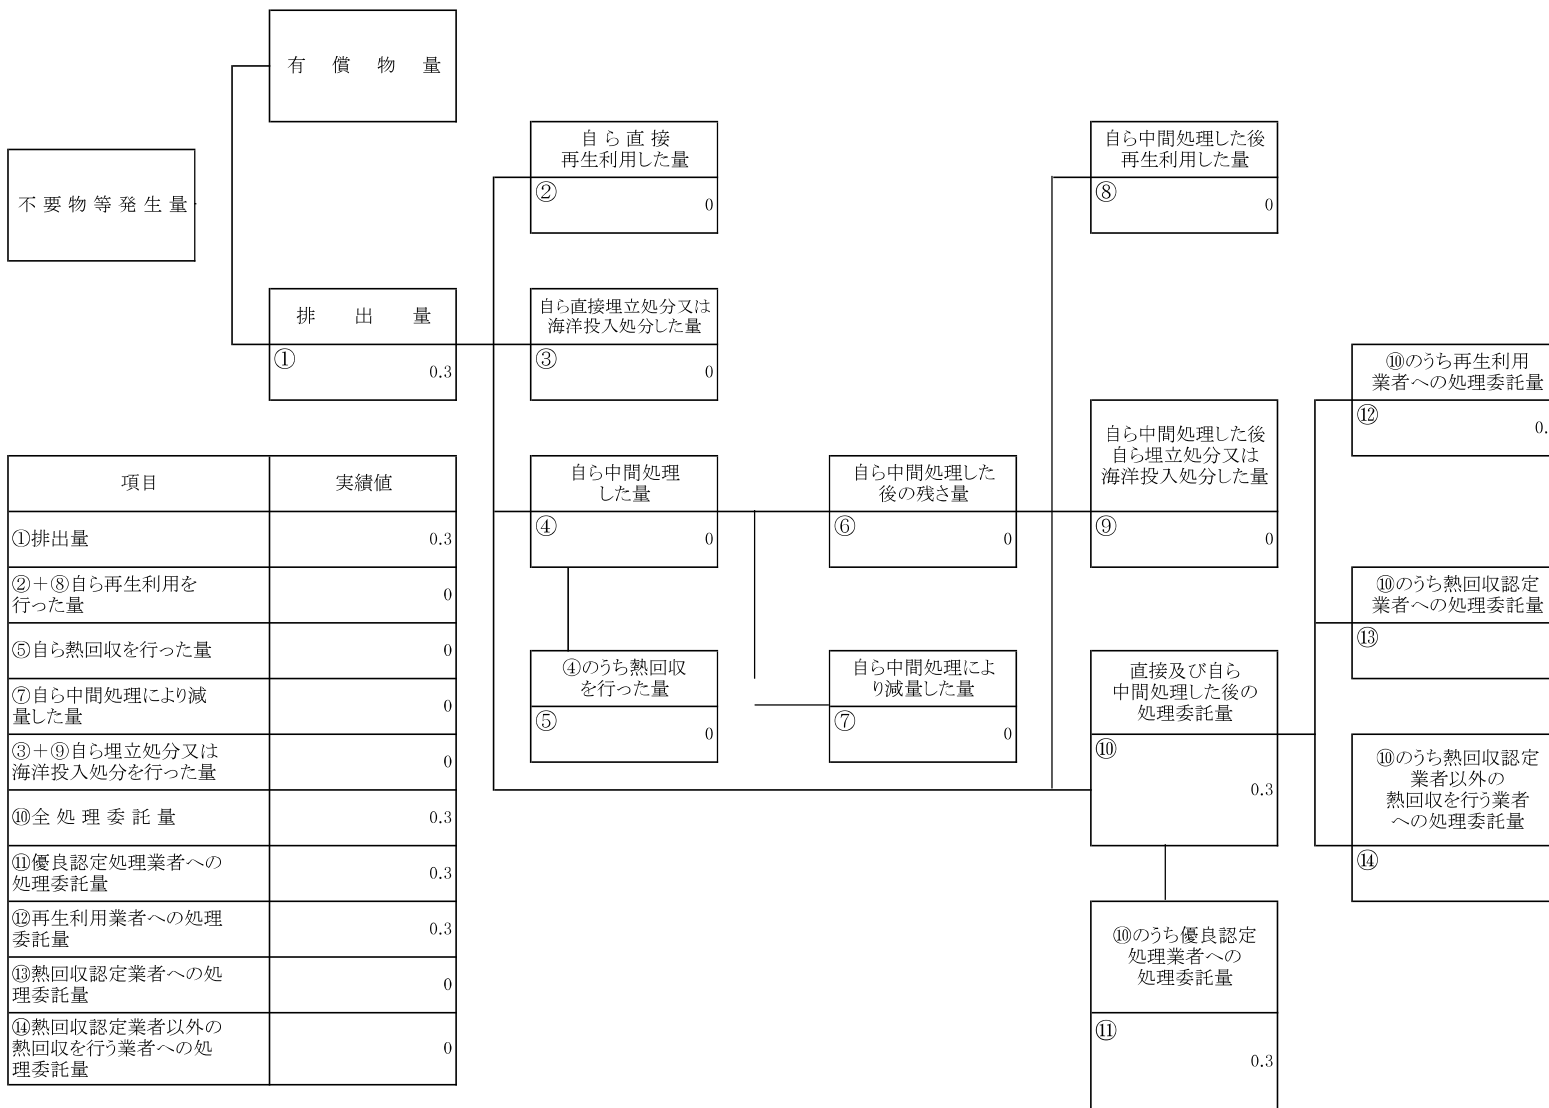 有償物量
不要物等発生量
排出量
①
0.3
自ら直接
再生利用した量
②
0
自ら直接埋立処分又は
海洋投入処分した量
③
0
自ら中間処理
した量
④
0
④のうち熱回収
を行った量
⑤
0
自ら中間処理した
後の残さ量
⑥
0
自ら中間処理によ
り減量した量
⑦
0
自ら中間処理した後
再生利用した量
⑧
0
自ら中間処理した後
自ら埋立処分又は
海洋投入処分した量
⑨
0
直接及び自ら
中間処理した後の
処理委託量
⑩
0.3
⑩のうち優良認定
処理業者への
処理委託量
⑪
0.3
⑩のうち再生利用
業者への処理委託量
⑫
0.
⑩のうち熱回収認定
業者への処理委託量
⑬
⑩のうち熱回収認定
業者以外の
熱回収を行う業者
への処理委託量
⑭
項目 実績値
①排出量 0.3
②+⑧自ら再生利用を
行った量 0
⑤自ら熱回収を行った量 0
⑦自ら中間処理により減
量した量 0
③+⑨自ら埋立処分又は
海洋投入処分を行った量 0
⑩全処理委託量 0.3
⑪優良認定処理業者への
処理委託量 0.3
⑫再生利用業者への処理
委託量 0.3
⑬熱回収認定業者への処
理委託量 0
⑭熱回収認定業者以外の
熱回収を行う業者への処
理委託量 0